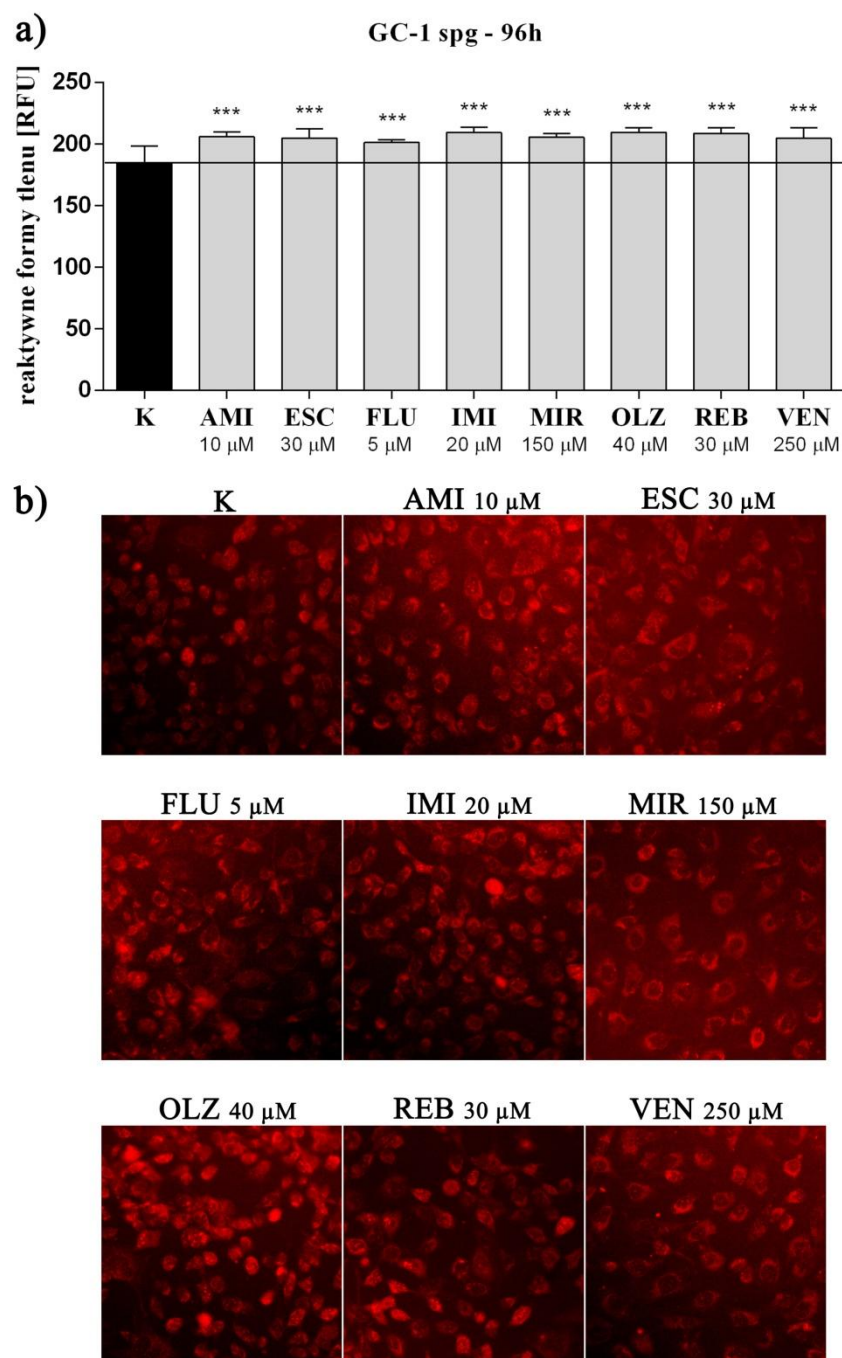 a)
GC-1 spg - 96h
reaktywne formy tlenu [RFU]
250
200
150
100
50
0
*** *** *** *** *** *** *** ***
K AMI ESC FLU IMI MIR OLZ REB VEN
10 µM 30 µM 5 µM 20 µM 150 µM 40 µM 30 µM 250 µM
b)
K AMI 10 µM ESC 30 µM
FLU 5 µM IMI 20 µM MIR 150 µM
OLZ 40 µM REB 30 µM VEN 250 µM